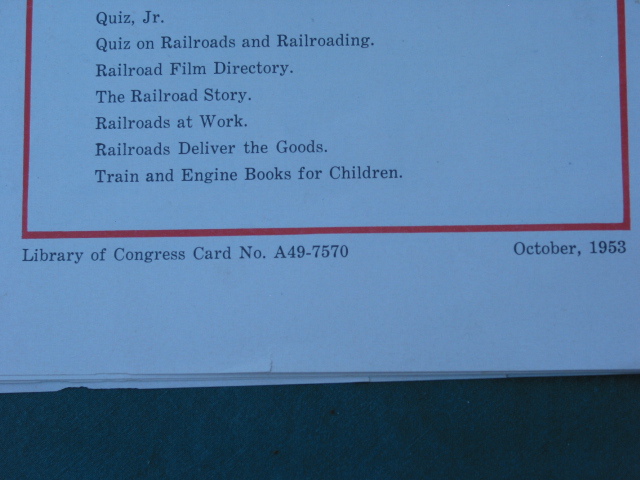 Quiz, Jr.
Quiz on Railroads and Railroading.
Railroad Film Directory.
The Railroad Story.
Railroads at Work.
Railroads Deliver the Goods.
Train and Engine Books for Children.
Library of Congress Card No. A49-7570 October, 1953